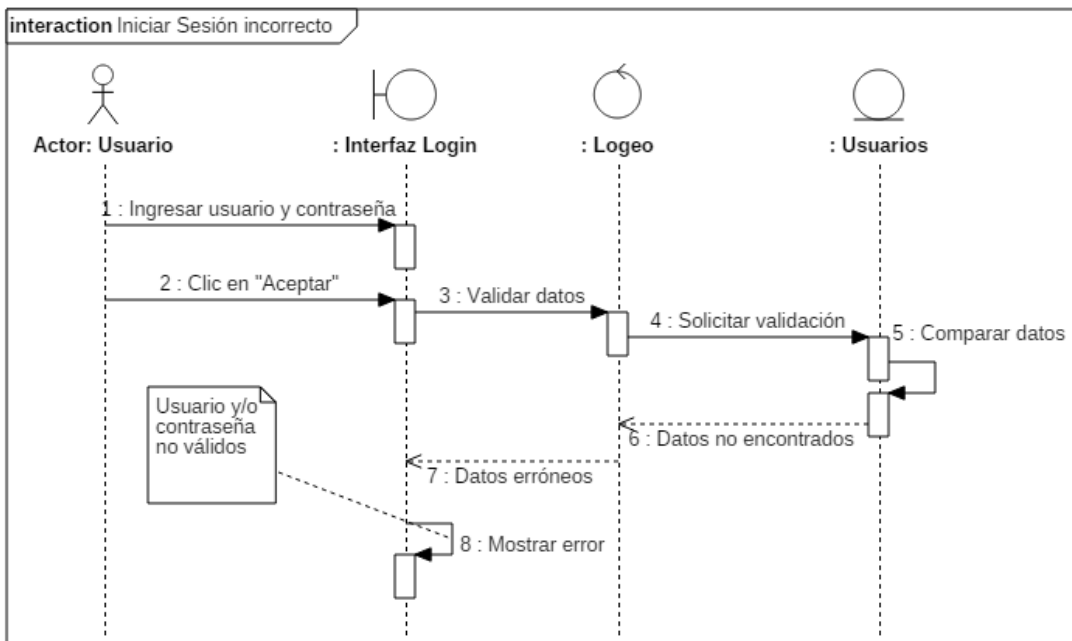 interaction Iniciar Sesión incorrecto
Actor: Usuario
: Interfaz Login
: Logeo
: Usuarios
1 : Ingresar usuario y contraseña
2 : Clic en "Aceptar"
3 : Validar datos
4 : Solicitar validación
5 : Comparar datos
Usuario y/o
contraseña
no válidos
6 : Datos no encontrados
7 : Datos erróneos
8 : Mostrar error